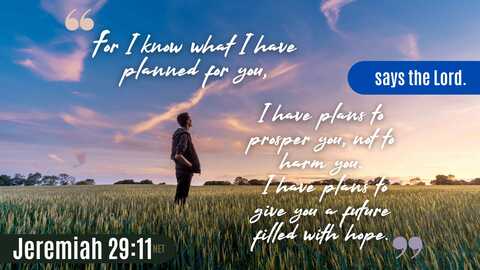 “
For I know what I have
planned for you,
says the Lord.
I have plans to
prosper you, not to
harm you.
I have plans to
give you a future
filled with hope.
”
Jeremiah 29:11 NET